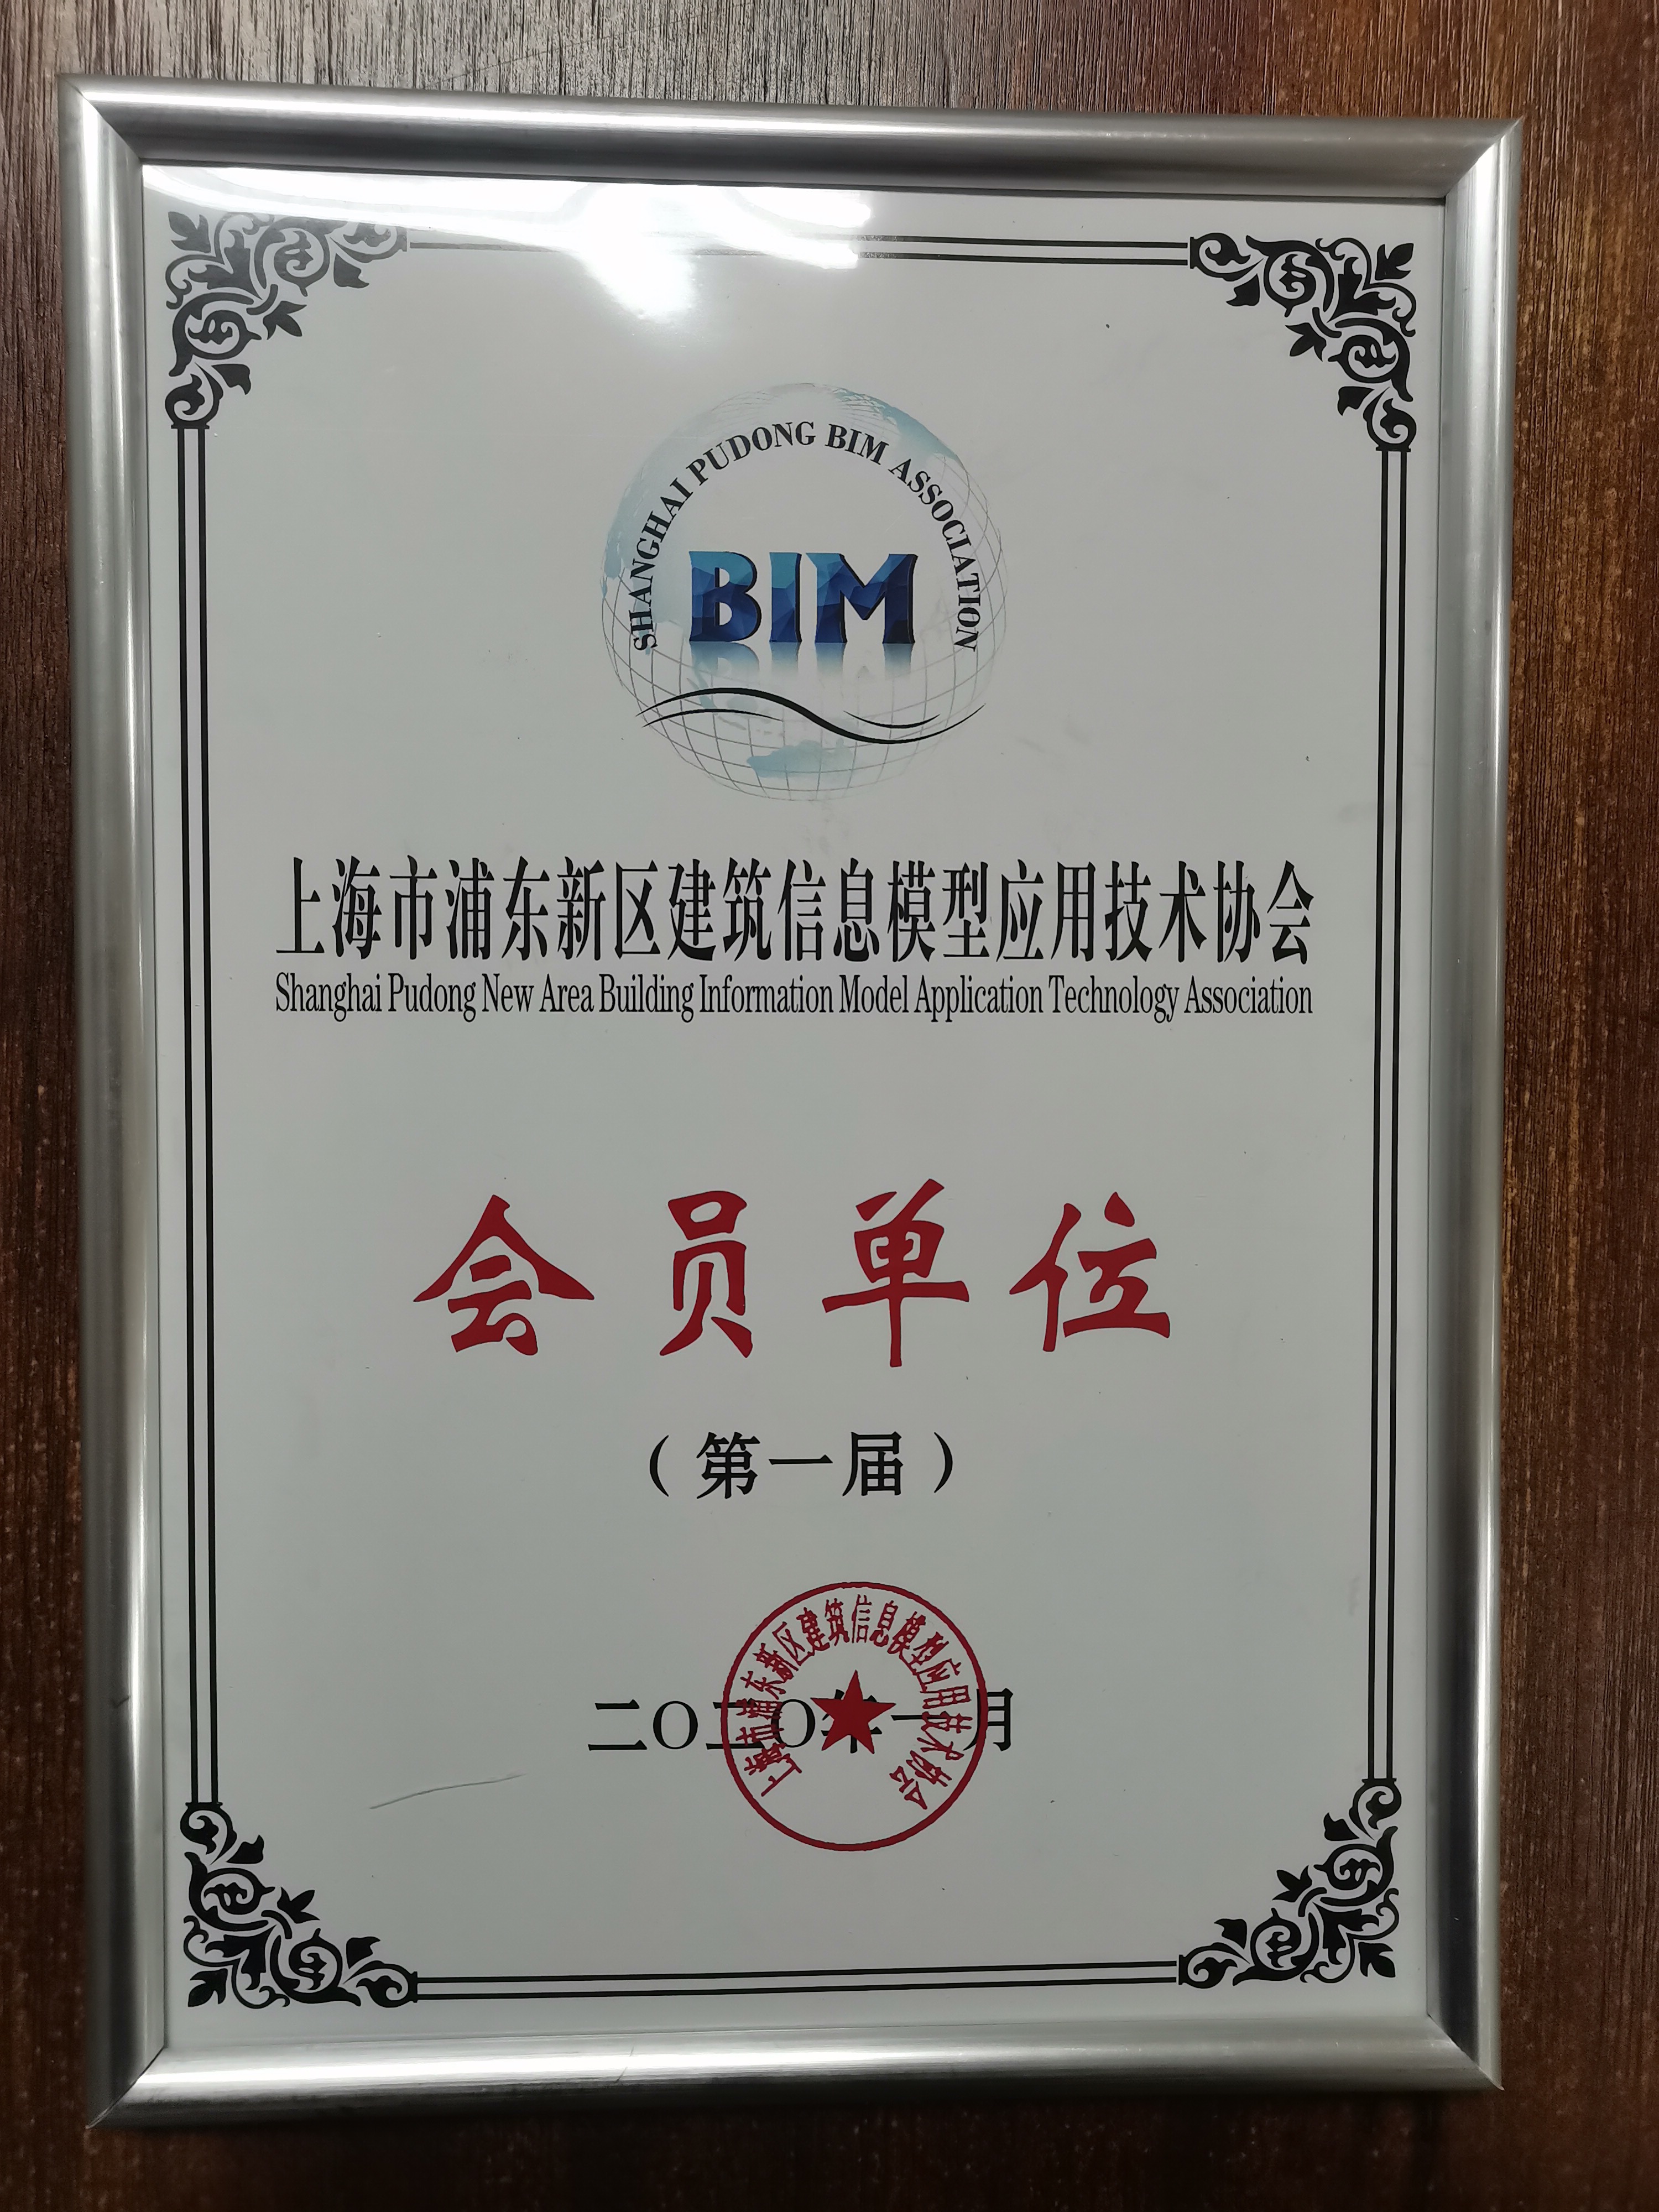 SHANGHAI PUDONG BIM ASSOCIATION
BIM
上海市浦东新区建筑信息模型应用技术协会
Shanghai Pudong New Area Building Information Model Application Technology Association
会员单位
（第一届）
二〇二〇年一月
上海市浦东新区建筑信息模型应用技术协会